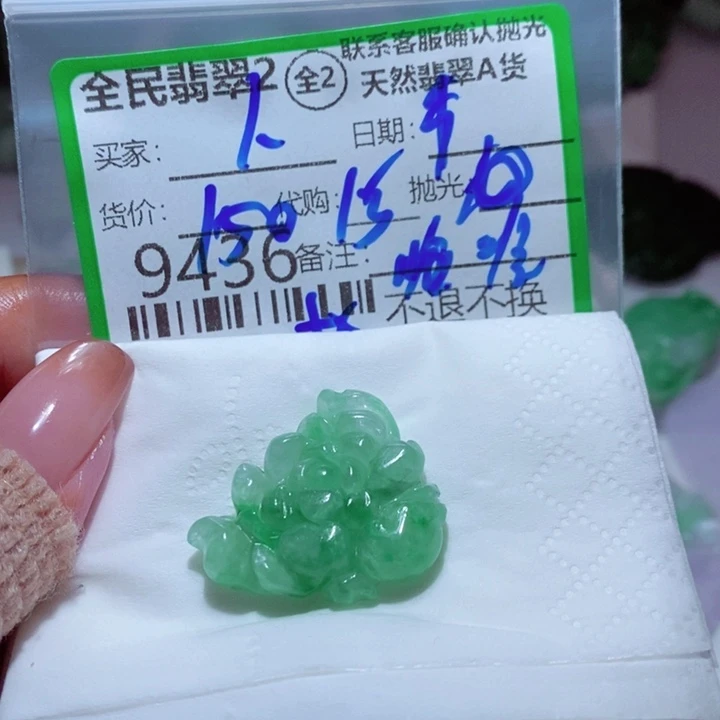 联系客服确认抛光
全民翡翠2 全2 天然翡翠A货
买家: 日期:
货价: 150 代购: 15 抛光:
9436 备注:
不退不换